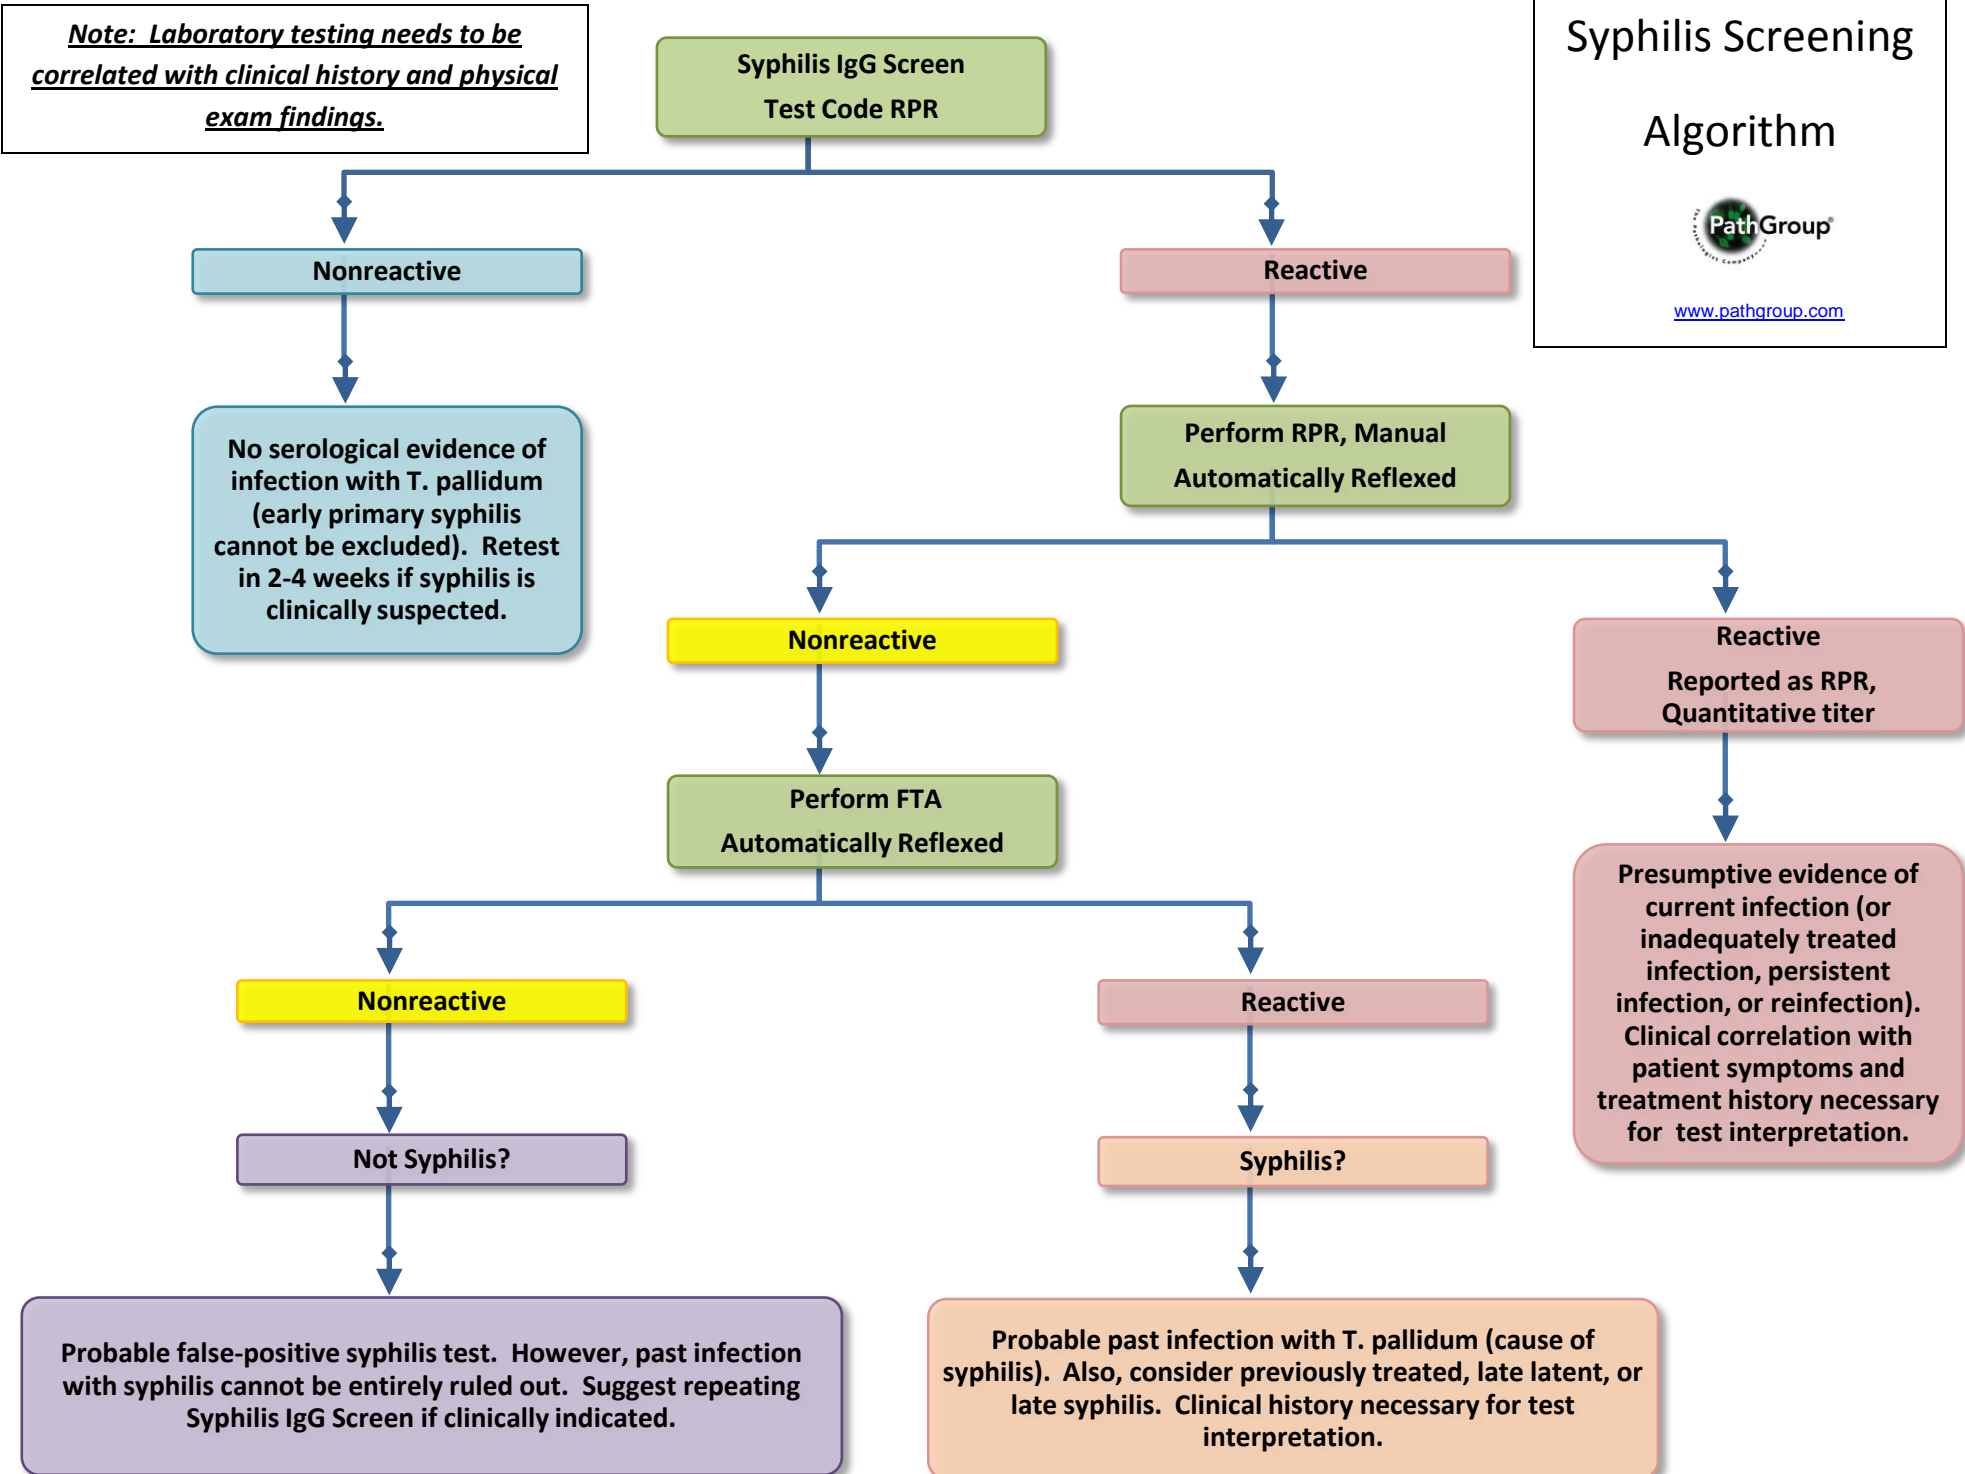 Note:  Laboratory testing needs to be
correlated with clinical history and physical
exam findings.
Syphilis IgG Screen
Test Code RPR
Syphilis Screening
Algorithm
PathGroup®
www.pathgroup.com
Nonreactive
Reactive
No serological evidence of
infection with T. pallidum
(early primary syphilis
cannot be excluded).  Retest
in 2-4 weeks if syphilis is
clinically suspected.
Perform RPR, Manual
Automatically Reflexed
Nonreactive
Reactive
Reported as RPR,
Quantitative titer
Perform FTA
Automatically Reflexed
Presumptive evidence of
current infection (or
inadequately treated
infection, persistent
infection, or reinfection).
Clinical correlation with
patient symptoms and
treatment history necessary
for  test interpretation.
Nonreactive
Reactive
Not Syphilis?
Syphilis?
Probable false-positive syphilis test.  However, past infection
with syphilis cannot be entirely ruled out.  Suggest repeating
Syphilis IgG Screen if clinically indicated.
Probable past infection with T. pallidum (cause of
syphilis).  Also, consider previously treated, late latent, or
late syphilis.  Clinical history necessary for test
interpretation.